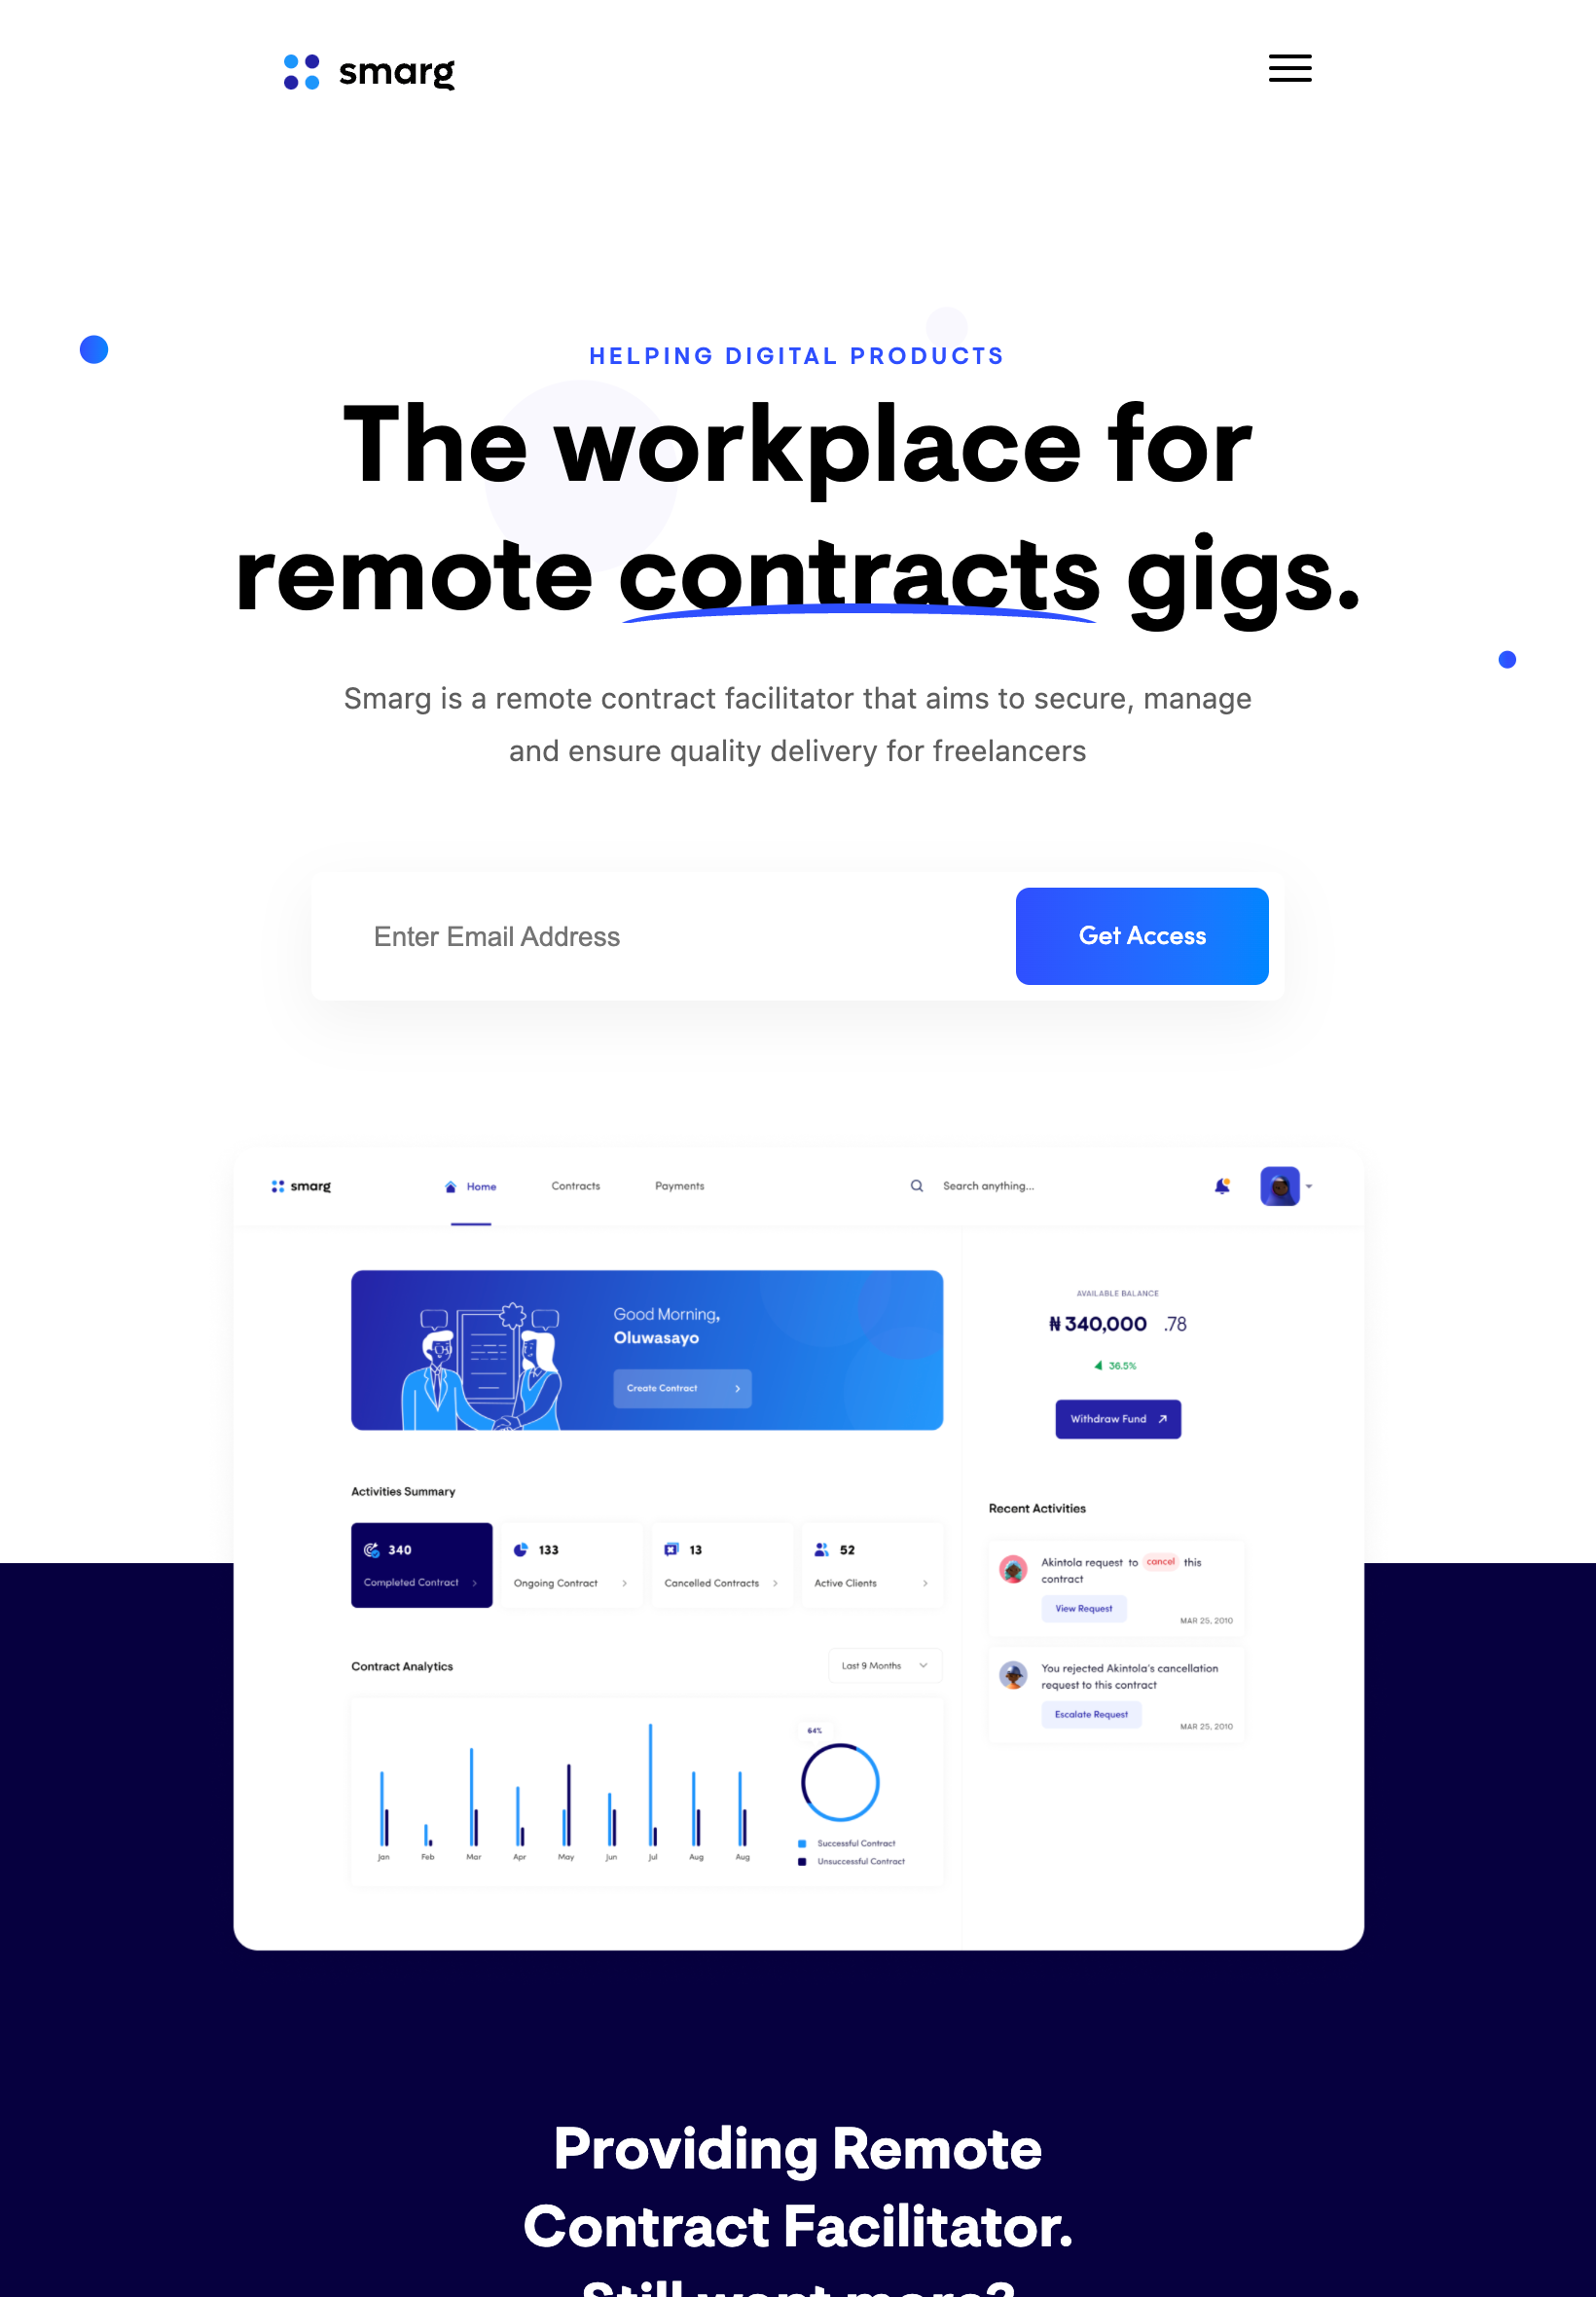 smarg
HELPING DIGITAL PRODUCTS
The workplace for
remote contracts gigs.
Smarg is a remote contract facilitator that aims to secure, manage
and ensure quality delivery for freelancers
Enter Email Address
Get Access
smarg
Home
Contracts
Payments
Search anything...
Good Morning,
Oluwasayo
Create Contract
AVAILABLE BALANCE
₦ 340,000 .78
36.5%
Withdraw Fund
Activities Summary
340
Completed Contract
133
Ongoing Contract
13
Cancelled Contracts
52
Active Clients
Recent Activities
Akintola request to cancel this
contract
View Request
MAR 25, 2010
You rejected Akintola's cancellation
request to this contract
Escalate Request
MAR 25, 2010
Contract Analytics
Last 9 Months
64%
Jan Feb Mar Apr May Jun Jul Aug Aug
Successful Contract
Unsuccessful Contract
Providing Remote
Contract Facilitator.
Still want more?